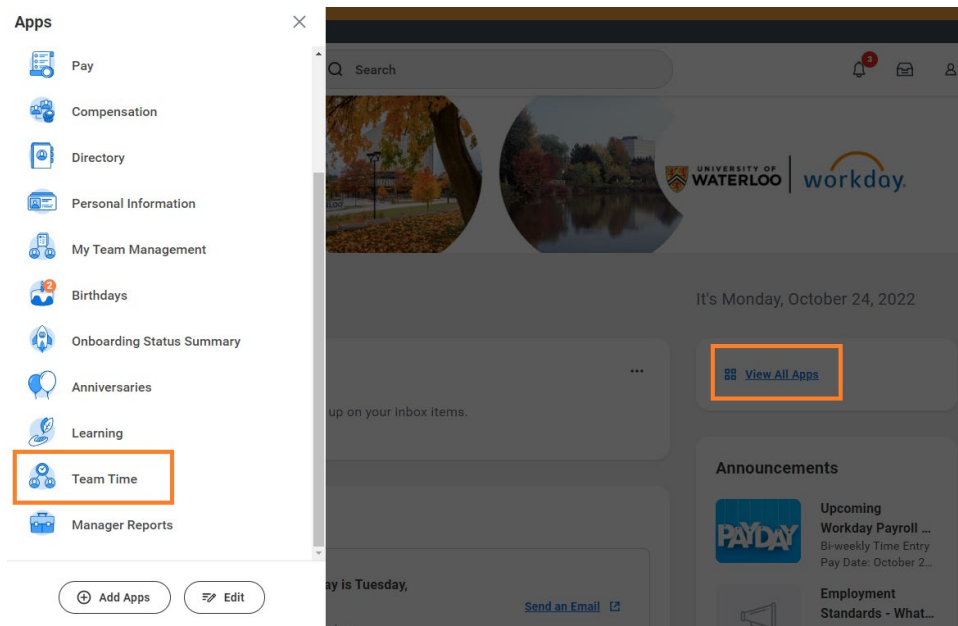 Apps
Pay
Compensation
Directory
Personal Information
My Team Management
2
Birthdays
Onboarding Status Summary
Anniversaries
Learning
Team Time
Manager Reports
Add Apps
Edit
Search
3
UNIVERSITY OF
WATERLOO
workday.
It's Monday, October 24, 2022
View All Apps
up on your inbox items.
Announcements
PAYDAY
Upcoming
Workday Payroll ...
Bi-weekly Time Entry
Pay Date: October 2...
ay is Tuesday,
Send an Email
Employment
Standards - What...